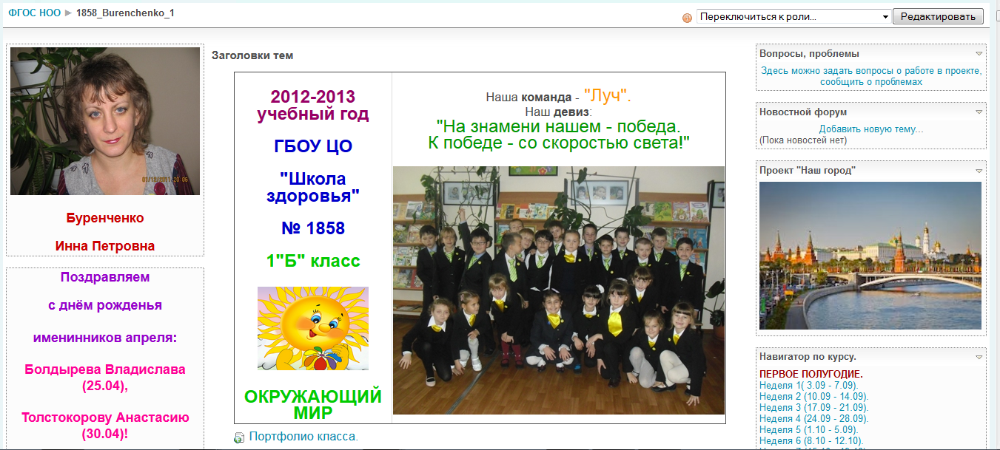 ФГОС НОО ► 1858_Burenchenko_1
Переключиться к роли...
Редактировать
01/12/2011 20:06
Буренченко
Инна Петровна
Поздравляем
с днём рожденья
именинников апреля:
Болдырева Владислава
(25.04),
Толстокорову Анастасию
(30.04)!
Заголовки тем
2012-2013
учебный год
ГБОУ ЦО
"Школа
здоровья"
№ 1858
1"Б" класс
ОКРУЖАЮЩИЙ
МИР
Наша команда - "Луч".
Наш девиз:
"На знамени нашем - победа.
К победе - со скоростью света!"
Портфолио класса.
Вопросы, проблемы
Здесь можно задать вопросы о работе в проекте,
сообщить о проблемах
Новостной форум
Добавить новую тему...
(Пока новостей нет)
Проект "Наш город"
Навигатор по курсу.
ПЕРВОЕ ПОЛУГОДИЕ.
Неделя 1( 3.09 - 7.09).
Неделя 2 (10.09 - 14.09).
Неделя 3 (17.09 - 21.09).
Неделя 4 (24.09 - 28.09).
Неделя 5 (1.10 - 5.09).
Неделя 6 (8.10 - 12.10).